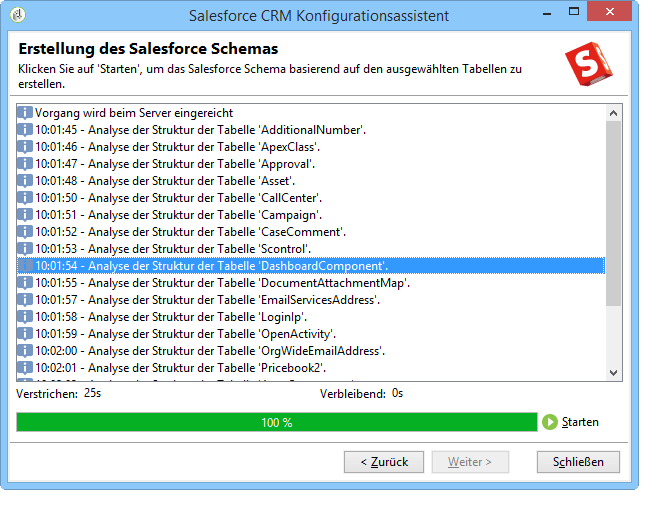 Salesforce CRM Konfigurationsassistent
Erstellung des Salesforce Schemas
Klicken Sie auf 'Starten', um das Salesforce Schema basierend auf den ausgewählten Tabellen zu
erstellen.
S
Vorgang wird beim Server eingereicht
10:01:45 - Analyse der Struktur der Tabelle 'AdditionalNumber'.
10:01:46 - Analyse der Struktur der Tabelle 'ApexClass'.
10:01:47 - Analyse der Struktur der Tabelle 'Approval'.
10:01:48 - Analyse der Struktur der Tabelle 'Asset'.
10:01:50 - Analyse der Struktur der Tabelle 'CallCenter'.
10:01:51 - Analyse der Struktur der Tabelle 'Campaign'.
10:01:52 - Analyse der Struktur der Tabelle 'CaseComment'.
10:01:53 - Analyse der Struktur der Tabelle 'Scontrol'.
10:01:54 - Analyse der Struktur der Tabelle 'DashboardComponent'.
10:01:55 - Analyse der Struktur der Tabelle 'DocumentAttachmentMap'.
10:01:57 - Analyse der Struktur der Tabelle 'EmailServicesAddress'.
10:01:58 - Analyse der Struktur der Tabelle 'LoginIp'.
10:01:59 - Analyse der Struktur der Tabelle 'OpenActivity'.
10:02:00 - Analyse der Struktur der Tabelle 'OrgWideEmailAddress'.
10:02:01 - Analyse der Struktur der Tabelle 'Pricebook2'.
Verstrichen: 25s Verbleibend: 0s
100 % Starten
< Zurück Weiter > Schließen